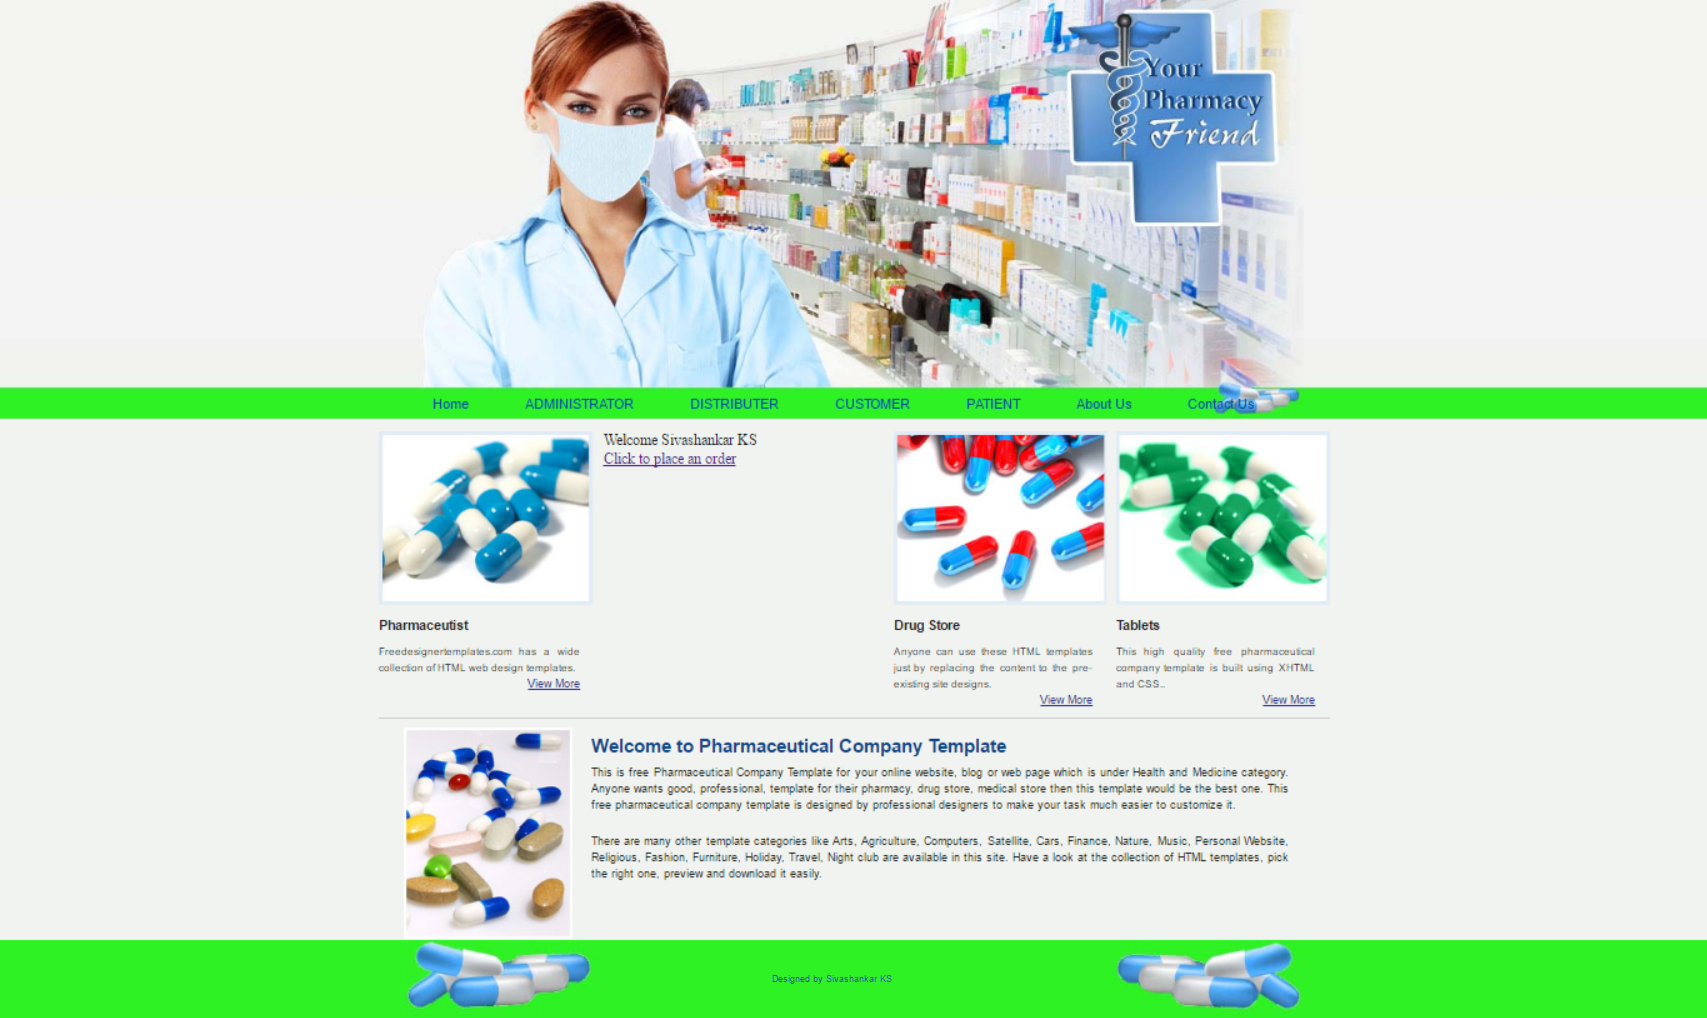 Your
Pharmacy
Friend
Home ADMINISTRATOR DISTRIBUTER CUSTOMER PATIENT About Us Contact Us
Welcome Sivashankar KS
Click to place an order
Pharmaceutist
Freedesignertemplates.com has a wide
collection of HTML web design templates.
View More
Drug Store
Anyone can use these HTML templates
just by replacing the content to the pre-
existing site designs.
View More
Tablets
This high quality free pharmaceutical
company template is built using XHTML
and CSS..
View More
Welcome to Pharmaceutical Company Template
This is free Pharmaceutical Company Template for your online website, blog or web page which is under Health and Medicine category.
Anyone wants good, professional, template for their pharmacy, drug store, medical store then this template would be the best one. This
free pharmaceutical company template is designed by professional designers to make your task much easier to customize it.
There are many other template categories like Arts, Agriculture, Computers, Satellite, Cars, Finance, Nature, Music, Personal Website,
Religious, Fashion, Furniture, Holiday, Travel, Night club are available in this site. Have a look at the collection of HTML templates, pick
the right one, preview and download it easily.
Designed by Sivashankar KS